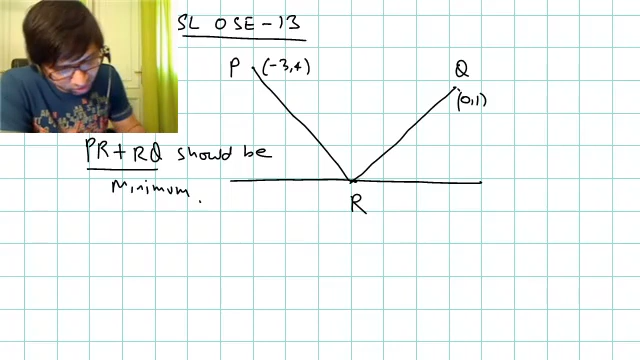 SL OSE-13
P (-3,4)
Q
(0,1)
PR + RQ should be
Minimum.
R